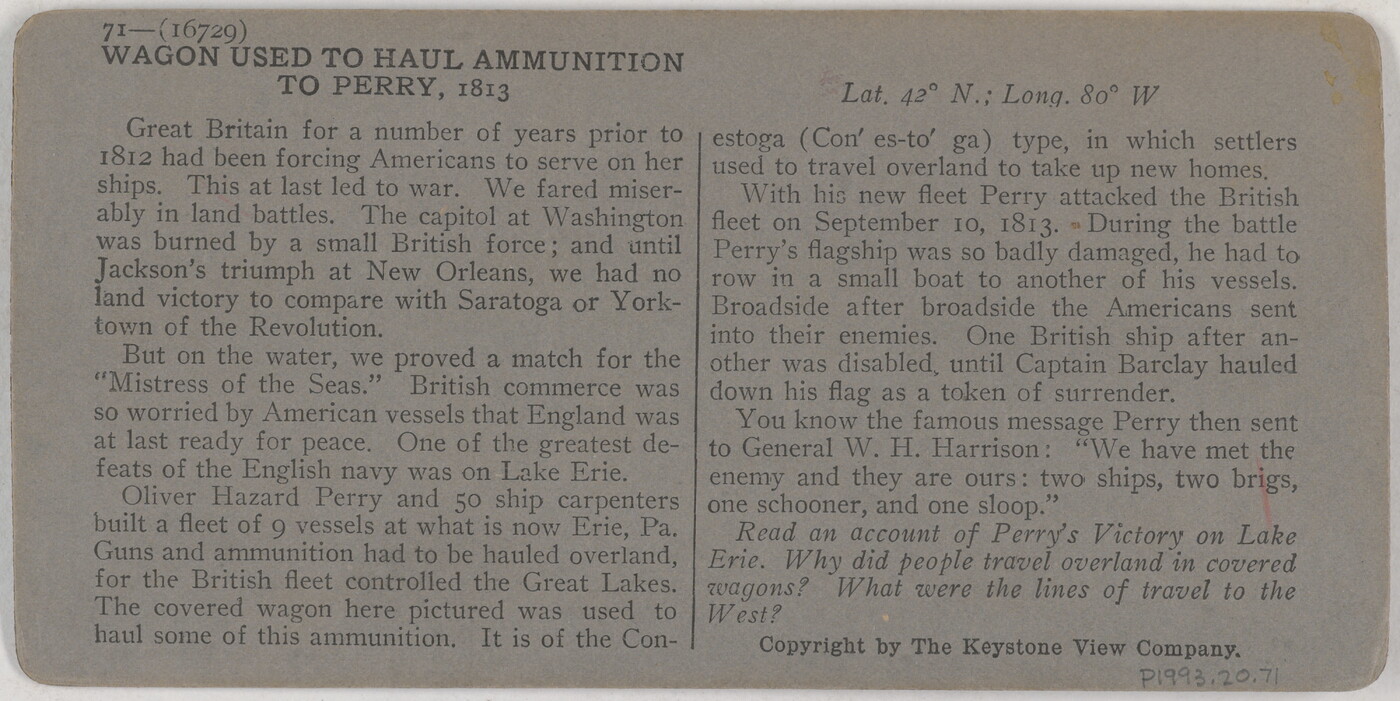 71—(16729)
WAGON USED TO HAUL AMMUNITION
TO PERRY, 1813
Great Britain for a number of years prior to
1812 had been forcing Americans to serve on her
ships. This at last led to war. We fared miser-
ably in land battles. The capitol at Washington
was burned by a small British force; and until
Jackson's triumph at New Orleans, we had no
land victory to compare with Saratoga or York-
town of the Revolution.
But on the water, we proved a match for the
"Mistress of the Seas." British commerce was
so worried by American vessels that England was
at last ready for peace. One of the greatest de-
feats of the English navy was on Lake Erie.
Oliver Hazard Perry and 50 ship carpenters
built a fleet of 9 vessels at what is now Erie, Pa.
Guns and ammunition had to be hauled overland,
for the British fleet controlled the Great Lakes.
The covered wagon here pictured was used to
haul some of this ammunition. It is of the Con-
Lat. 42° N.; Long. 80° W
estoga (Con' es-to' ga) type, in which settlers
used to travel overland to take up new homes.
With his new fleet Perry attacked the British
fleet on September 10, 1813. During the battle
Perry's flagship was so badly damaged, he had to
row in a small boat to another of his vessels.
Broadside after broadside the Americans sent
into their enemies. One British ship after an-
other was disabled, until Captain Barclay hauled
down his flag as a token of surrender.
You know the famous message Perry then sent
to General W. H. Harrison: "We have met the
enemy and they are ours: two ships, two brigs,
one schooner, and one sloop."
Read an account of Perry's Victory on Lake
Erie. Why did people travel overland in covered
wagons? What were the lines of travel to the
West?
Copyright by The Keystone View Company.
P1993.20.71